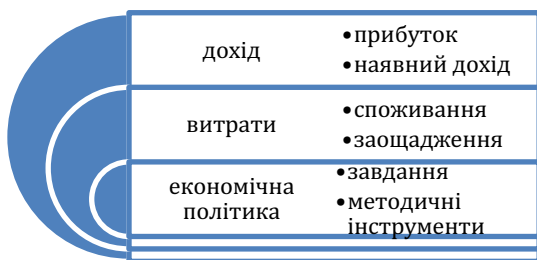 дохід
•прибуток
•наявний дохід
витрати
•споживання
•заощадження
економічна
політика
•завдання
•методичні
інструменти